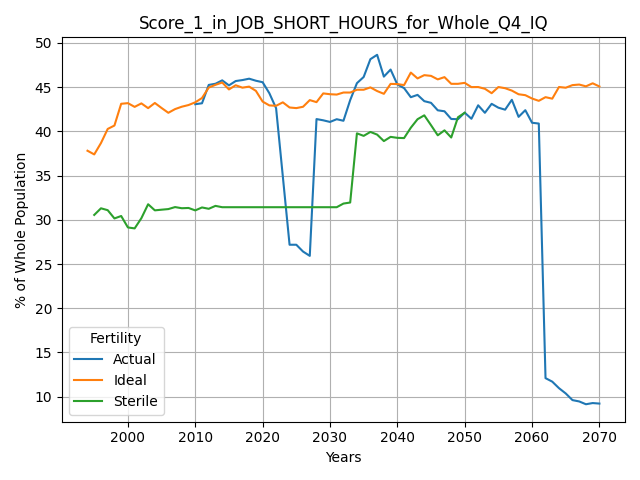 Score_1_in_JOB_SHORT_HOURS_for_Whole_Q4_IQ
% of Whole Population
50
45
40
35
30
25
20
15
10
Fertility
Actual
Ideal
Sterile
2000 2010 2020 2030 2040 2050 2060 2070
Years